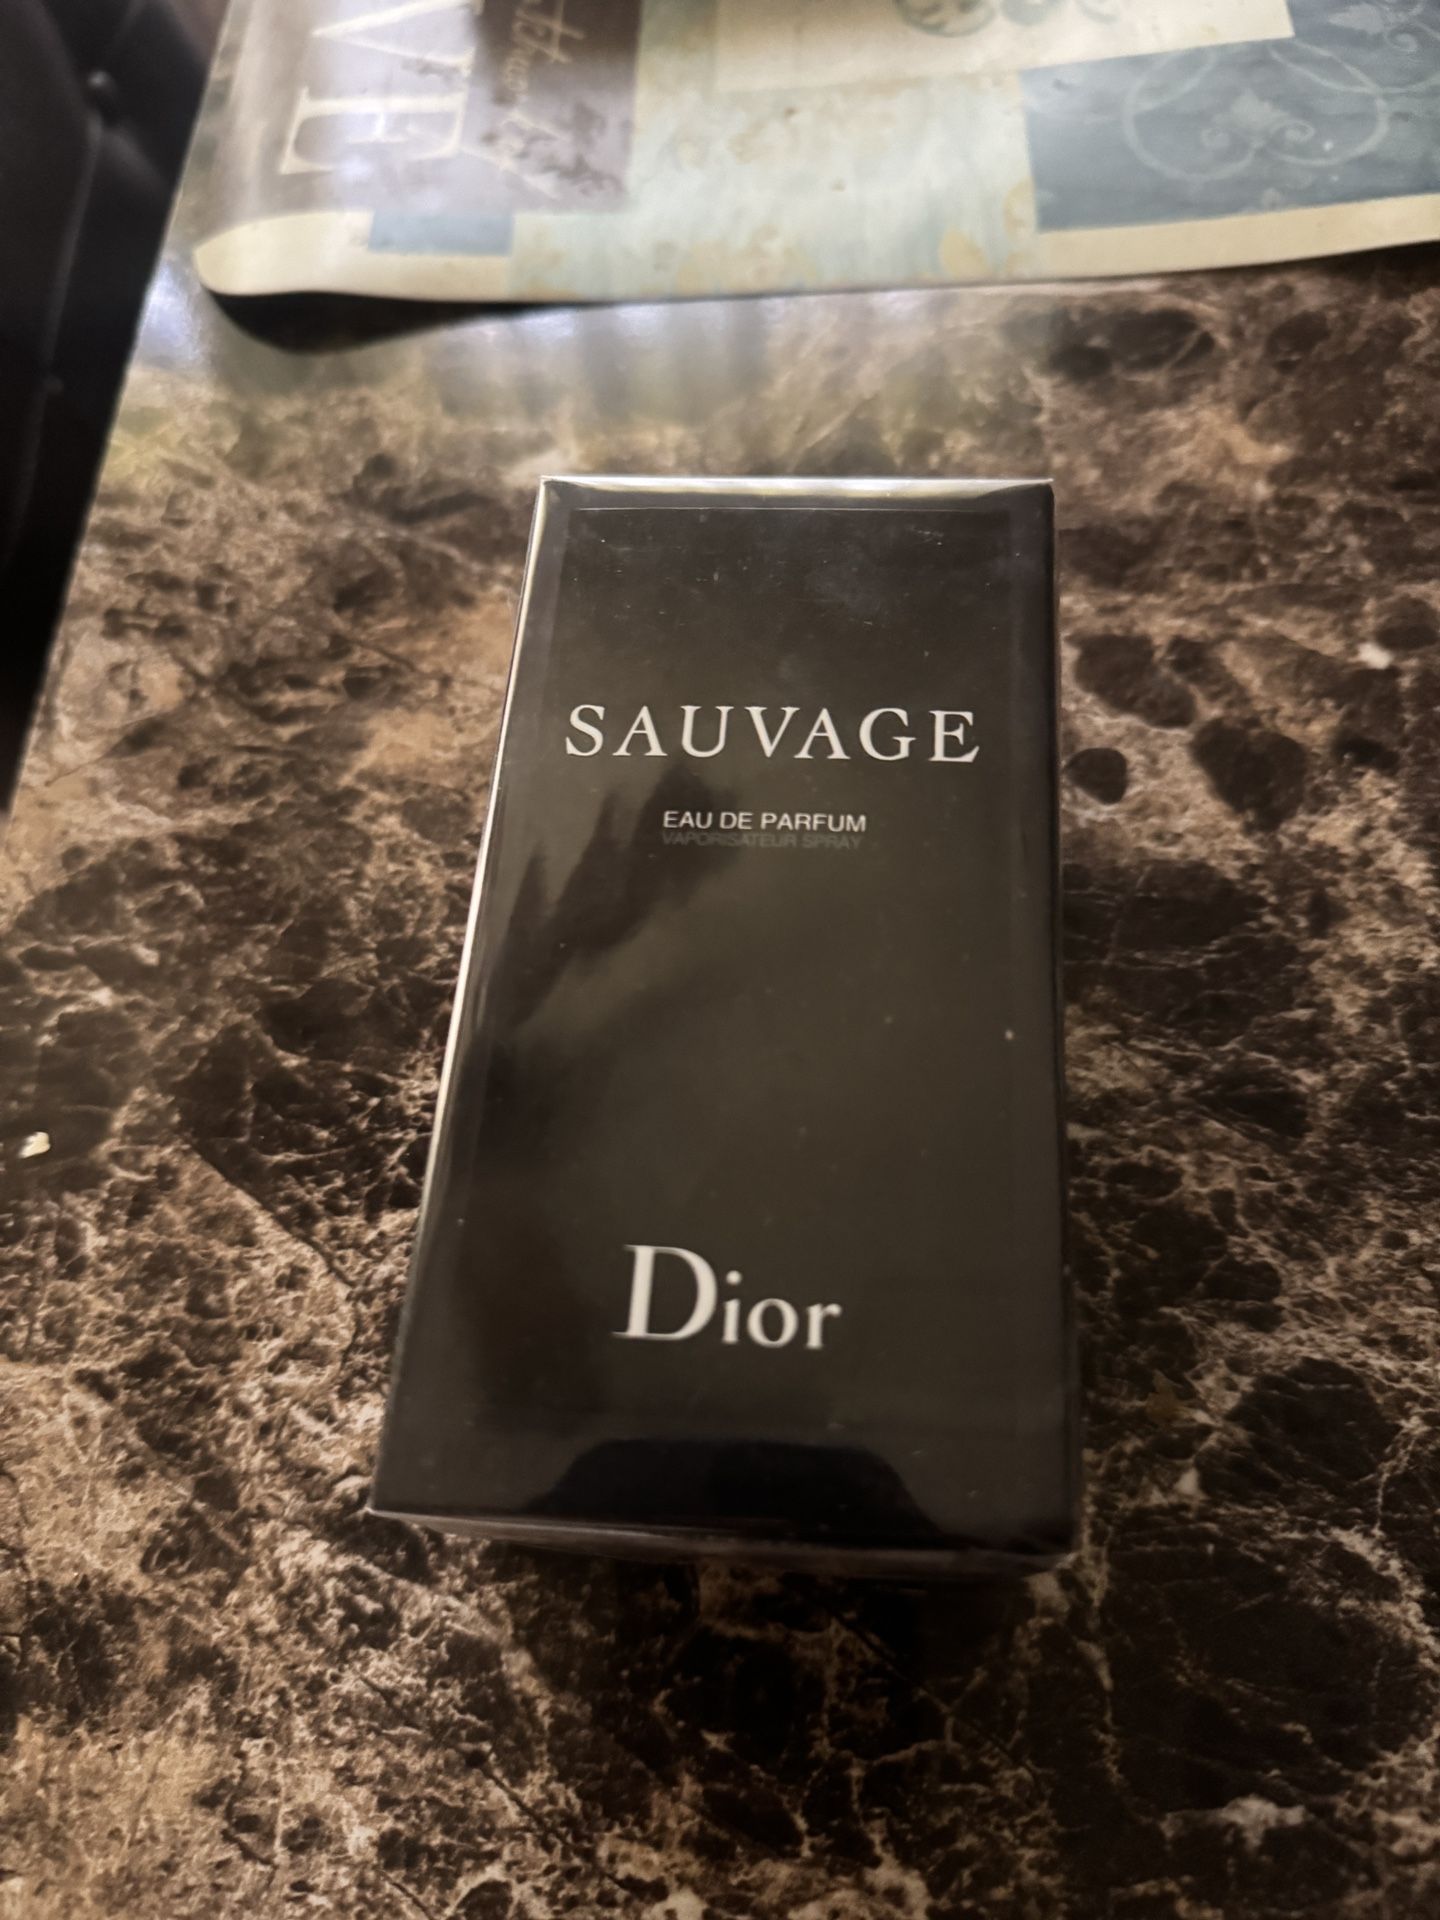 SAUVAGE
EAU DE PARFUM
VAPORISATEUR SPRAY
Dior